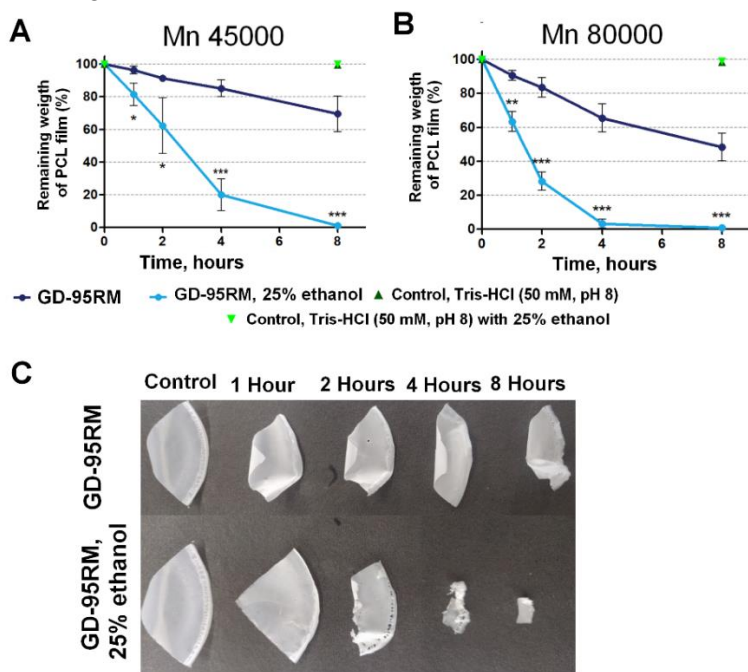 A
Mn 45000
Remaining weigth
of PCL film (%)
100
80
60
40
20
0
*
*
***
***
0
2
4
6
8
Time, hours
B
Mn 80000
Remaining weigth
of PCL film (%)
100
80
60
40
20
0
**
***
***
***
0
2
4
6
8
Time, hours
GD-95RM
GD-95RM, 25% ethanol
Control, Tris-HCl (50 mM, pH 8)
Control, Tris-HCl (50 mM, pH 8) with 25% ethanol
C
Control
1 Hour
2 Hours
4 Hours
8 Hours
GD-95RM
GD-95RM,
25% ethanol